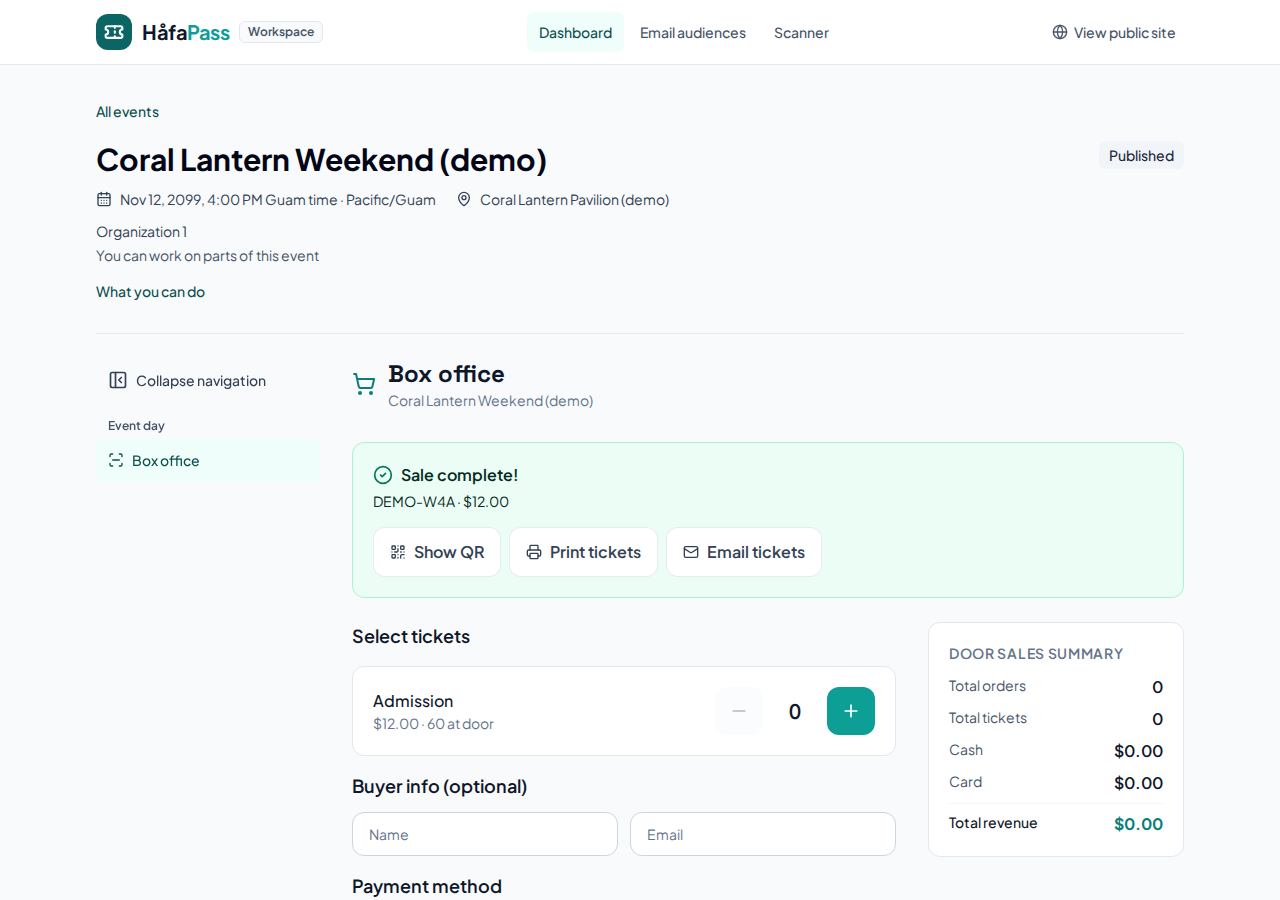 HåfaPass Workspace Dashboard Email audiences Scanner View public site
All events
Coral Lantern Weekend (demo) Published
Nov 12, 2099, 4:00 PM Guam time · Pacific/Guam Coral Lantern Pavilion (demo)
Organization 1
You can work on parts of this event
What you can do
Collapse navigation
Event day
Box office
Box office
Coral Lantern Weekend (demo)
Sale complete!
DEMO-W4A · $12.00
Show QR Print tickets Email tickets
Select tickets
Admission
$12.00 · 60 at door
0
Buyer info (optional)
Name Email
Payment method
DOOR SALES SUMMARY
Total orders 0
Total tickets 0
Cash $0.00
Card $0.00
Total revenue $0.00